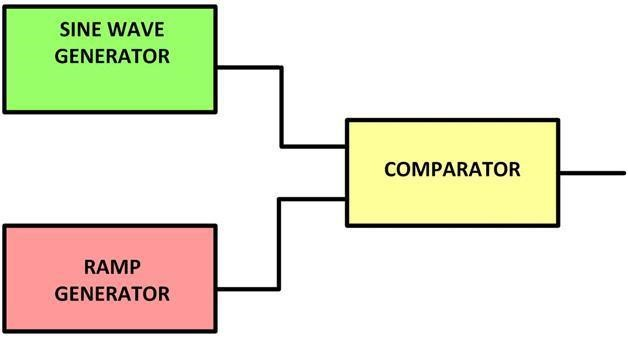 SINE WAVE
GENERATOR
COMPARATOR
RAMP
GENERATOR